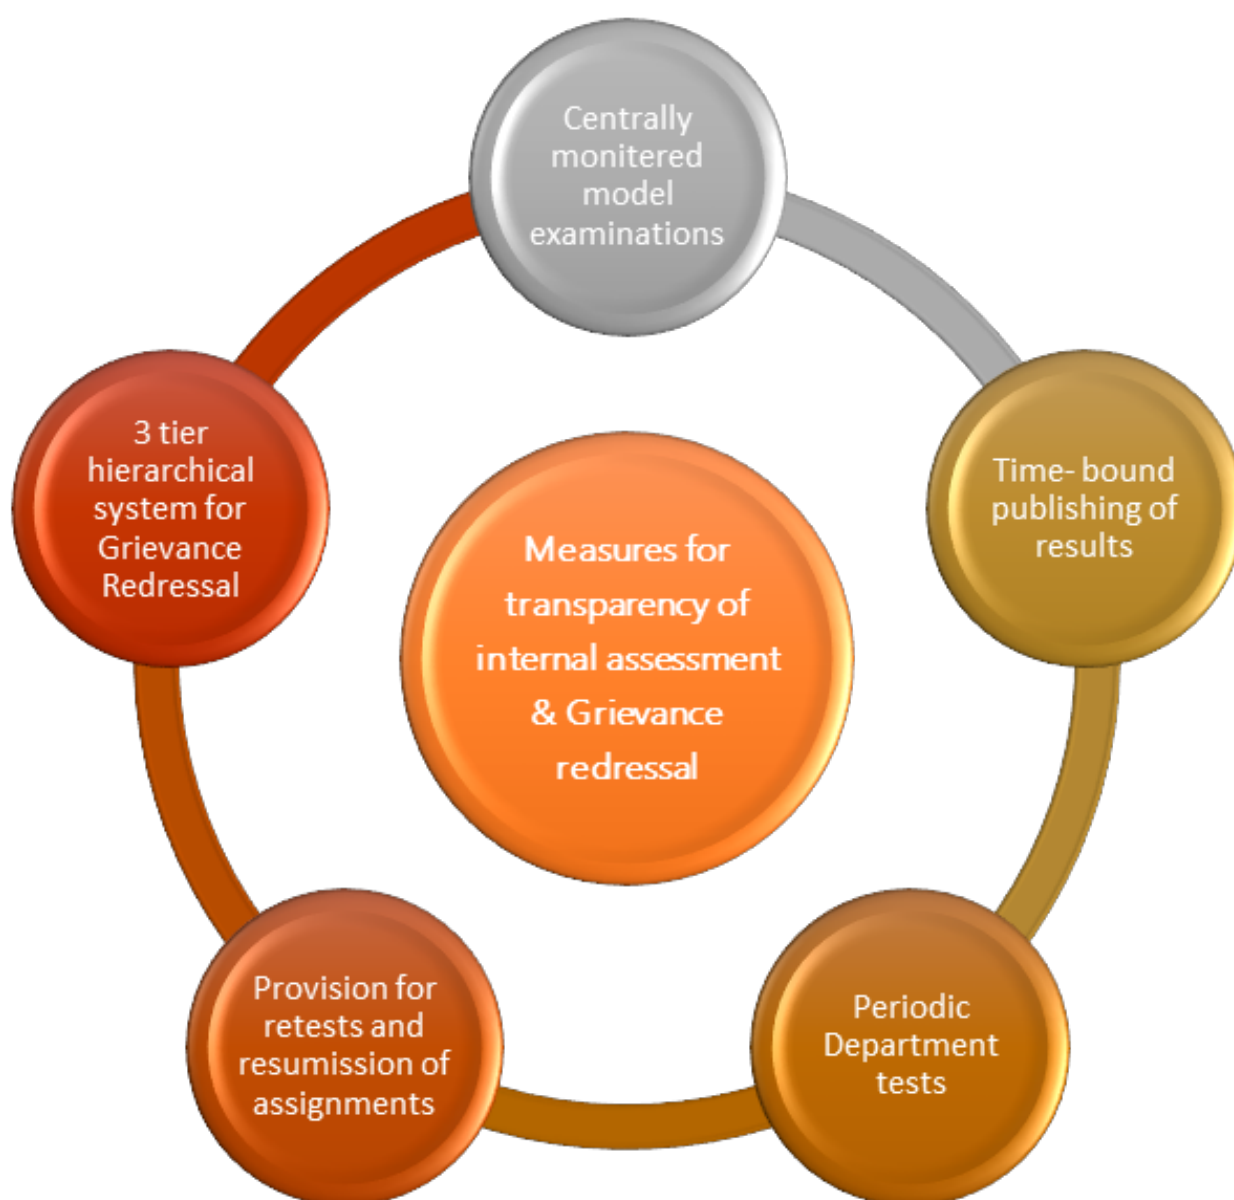 Centrally
monitered
model
examinations
Time- bound
publishing of
results
Periodic
Department
tests
Provision for
retests and
resumission of
assignments
3 tier
hierarchical
system for
Grievance
Redressal
Measures for
transparency of
internal assessment
& Grievance
redressal